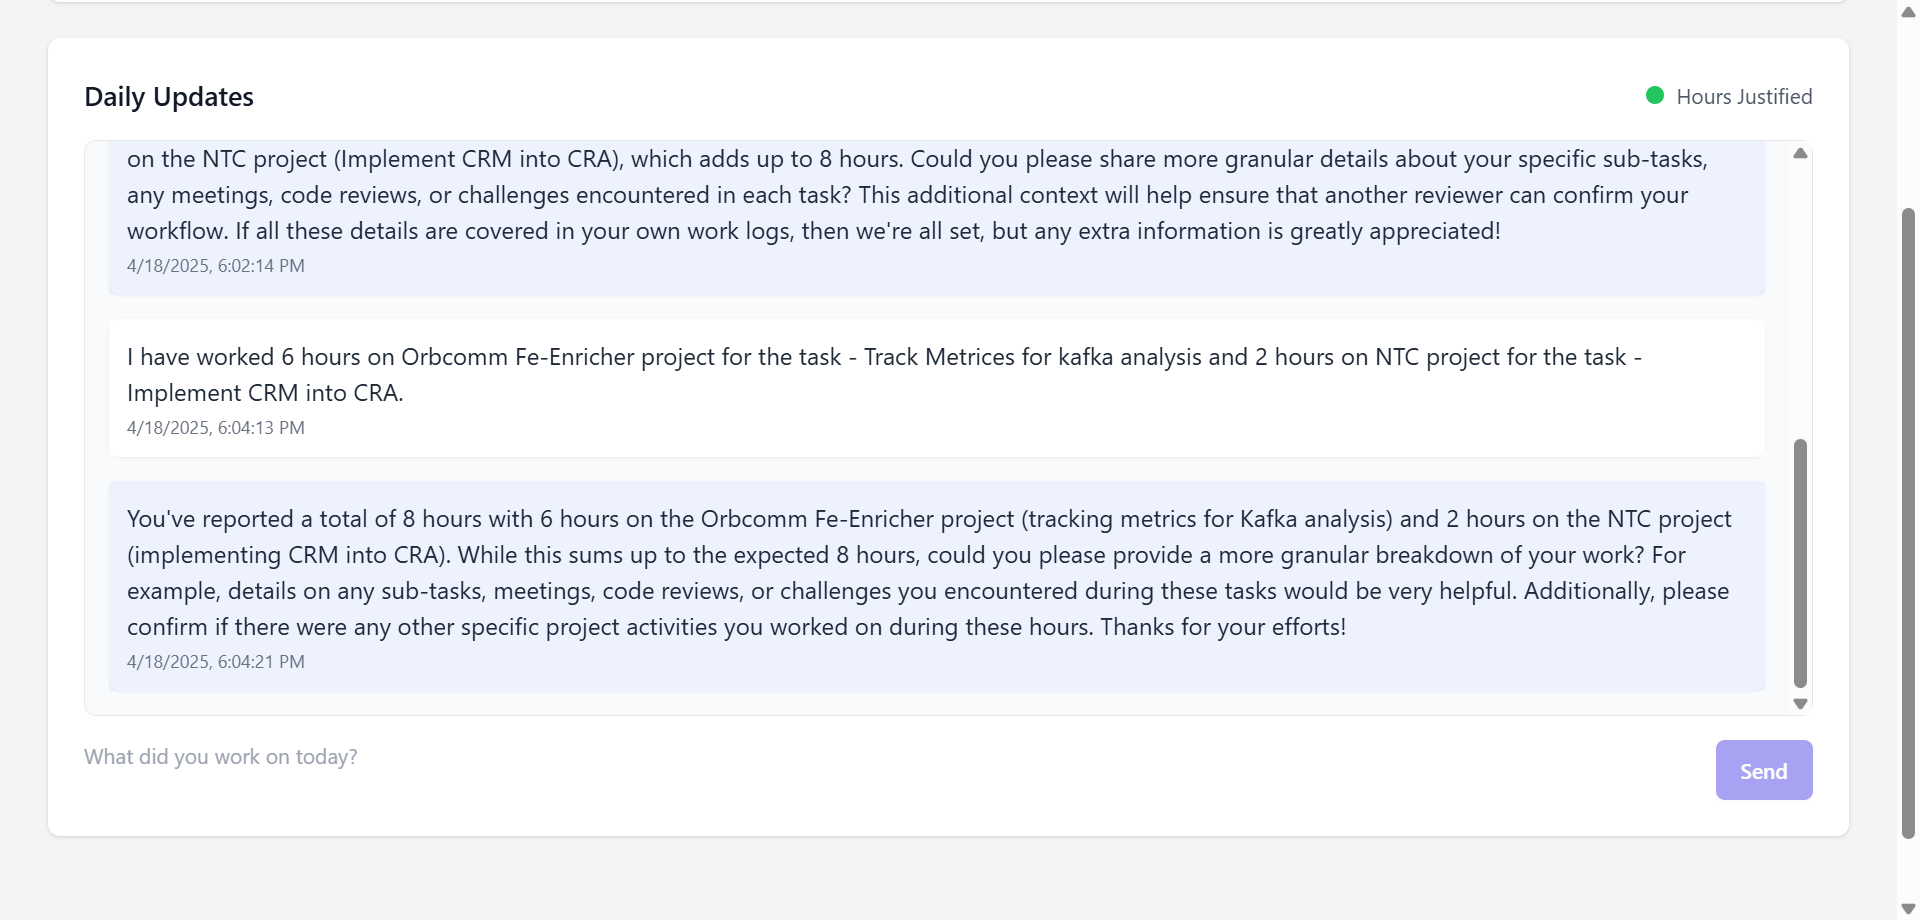 Daily Updates
Hours Justified
on the NTC project (Implement CRM into CRA), which adds up to 8 hours. Could you please share more granular details about your specific sub-tasks,
any meetings, code reviews, or challenges encountered in each task? This additional context will help ensure that another reviewer can confirm your
workflow. If all these details are covered in your own work logs, then we're all set, but any extra information is greatly appreciated!
4/18/2025, 6:02:14 PM
I have worked 6 hours on Orbcomm Fe-Enricher project for the task - Track Metrices for kafka analysis and 2 hours on NTC project for the task -
Implement CRM into CRA.
4/18/2025, 6:04:13 PM
You've reported a total of 8 hours with 6 hours on the Orbcomm Fe-Enricher project (tracking metrics for Kafka analysis) and 2 hours on the NTC project
(implementing CRM into CRA). While this sums up to the expected 8 hours, could you please provide a more granular breakdown of your work? For
example, details on any sub-tasks, meetings, code reviews, or challenges you encountered during these tasks would be very helpful. Additionally, please
confirm if there were any other specific project activities you worked on during these hours. Thanks for your efforts!
4/18/2025, 6:04:21 PM
What did you work on today?
Send